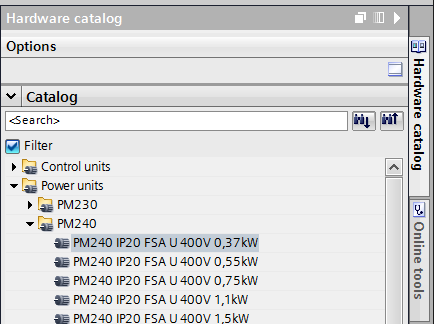 Hardware catalog
Options
Catalog
<Search>
Filter
Control units
Power units
PM230
PM240
PM240 IP20 FSA U 400V 0,37kW
PM240 IP20 FSA U 400V 0,55kW
PM240 IP20 FSA U 400V 0,75kW
PM240 IP20 FSA U 400V 1,1kW
PM240 IP20 FSA U 400V 1,5kW
Hardware catalog
Online tools